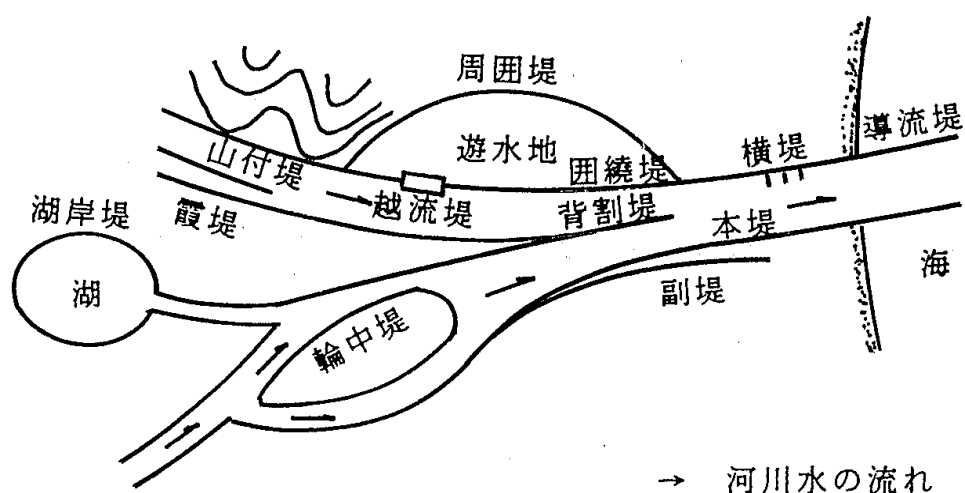 周囲堤
遊水地
囲繞堤
横堤
導流堤
山付堤
越流堤
背割堤
本堤
霞堤
湖岸堤
湖
海
副堤
輪中堤
→ 河川水の流れ